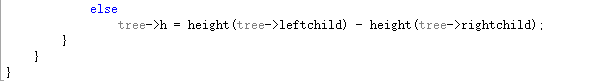 else
tree->h = height(tree->leftchild) - height(tree->rightchild);
}
}
}